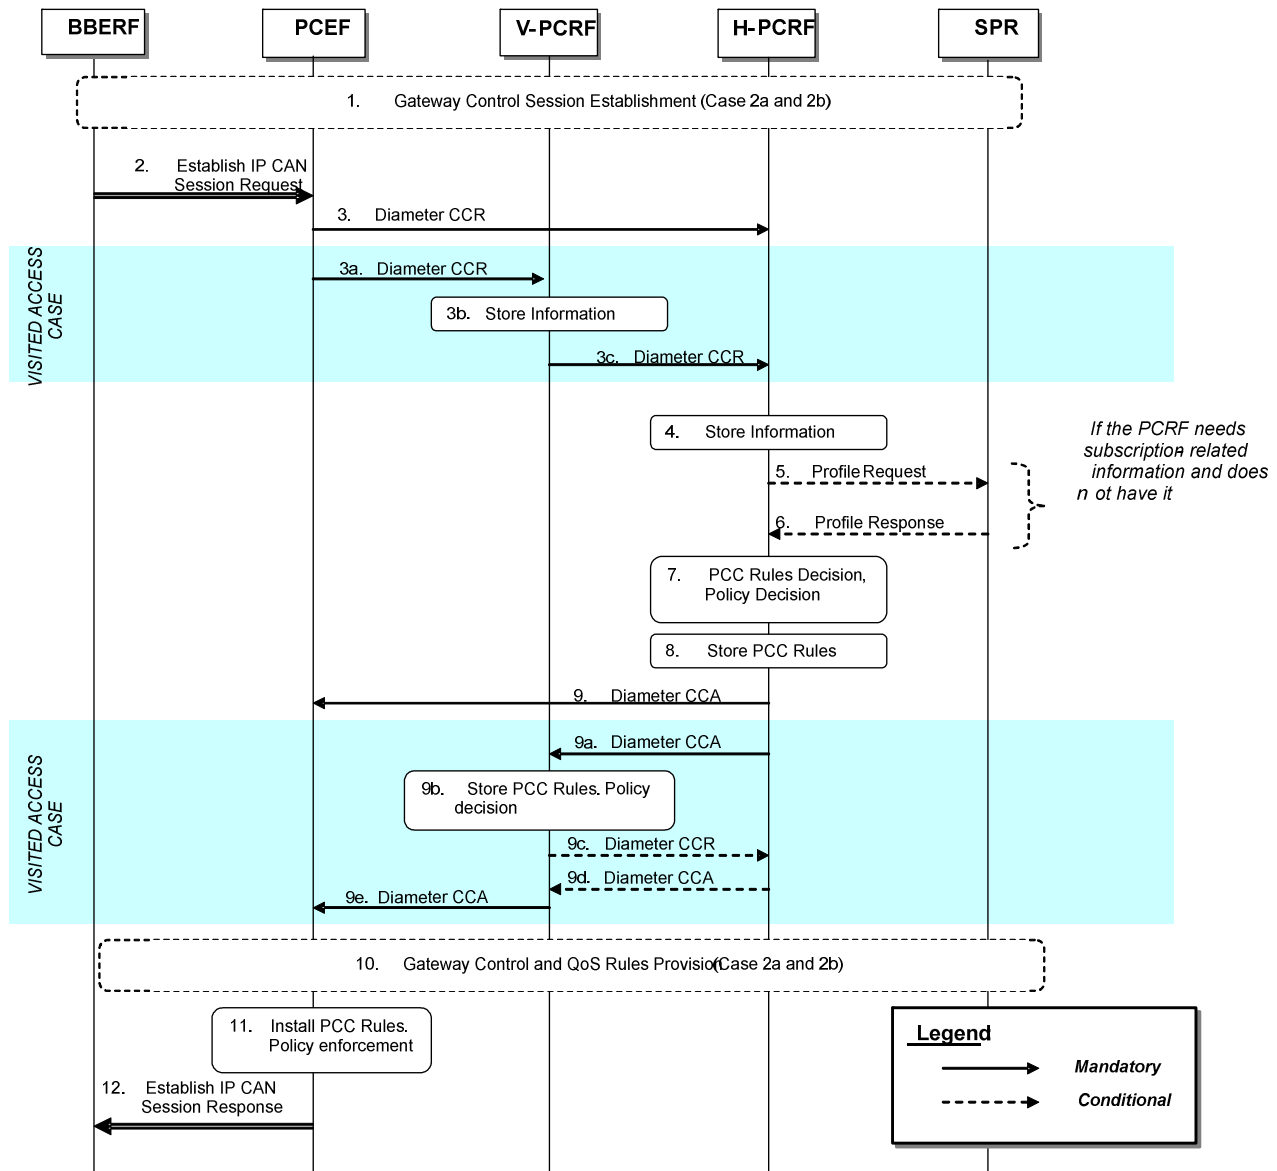 BBERF
PCEF
V-PCRF
H-PCRF
SPR
1. Gateway Control Session Establishment (Case 2a and 2b)
2. Establish IP CAN
Session Request
3. Diameter CCR
VISITED ACCESS
CASE
3a. Diameter CCR
3b. Store Information
3c. Diameter CCR
4. Store Information
If the PCRF needs
subscription related
information and does
n ot have it
5. Profile Request
6. Profile Response
7. PCC Rules Decision,
Policy Decision
8. Store PCC Rules
9. Diameter CCA
VISITED ACCESS
CASE
9a. Diameter CCA
9b. Store PCC Rules. Policy
decision
9c. Diameter CCR
9d. Diameter CCA
9e. Diameter CCA
10. Gateway Control and QoS Rules Provision (Case 2a and 2b)
11. Install PCC Rules.
Policy enforcement
12. Establish IP CAN
Session Response
Legend
Mandatory
Conditional